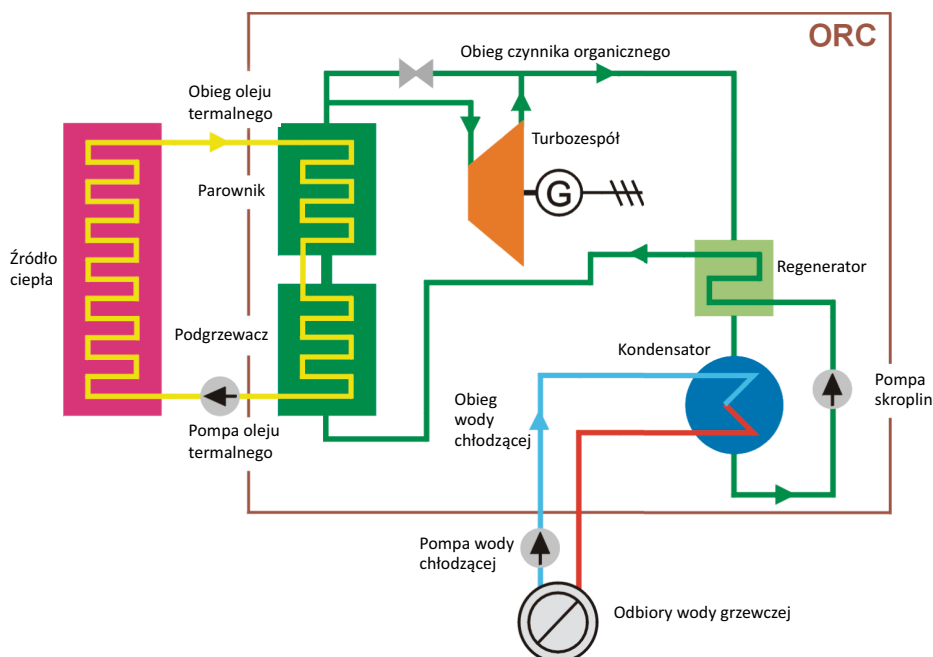 ORC
Obieg czynnika organicznego
Obieg oleju
termalnego
Turbozespół
Parownik
G
Źródło
ciepła
Regenerator
Podgrzewacz
Kondensator
Pompa
skroplin
Obieg
wody
chłodzącej
Pompa oleju
termalnego
Pompa wody
chłodzącej
Odbiory wody grzewczej